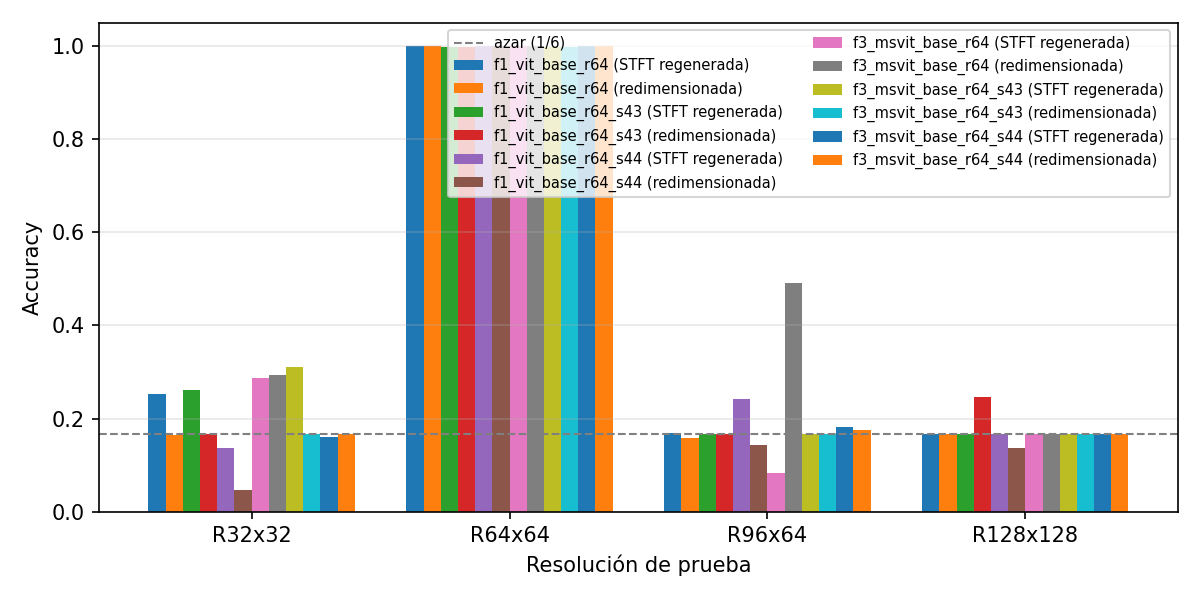 1.0
0.8
0.6
0.4
0.2
0.0
Accuracy
azar (1/6)
f1_vit_base_r64 (STFT regenerada)
f1_vit_base_r64 (redimensionada)
f1_vit_base_r64_s43 (STFT regenerada)
f1_vit_base_r64_s43 (redimensionada)
f1_vit_base_r64_s44 (STFT regenerada)
f1_vit_base_r64_s44 (redimensionada)
f3_msvit_base_r64 (STFT regenerada)
f3_msvit_base_r64 (redimensionada)
f3_msvit_base_r64_s43 (STFT regenerada)
f3_msvit_base_r64_s43 (redimensionada)
f3_msvit_base_r64_s44 (STFT regenerada)
f3_msvit_base_r64_s44 (redimensionada)
R32x32
R64x64
R96x64
R128x128
Resolución de prueba